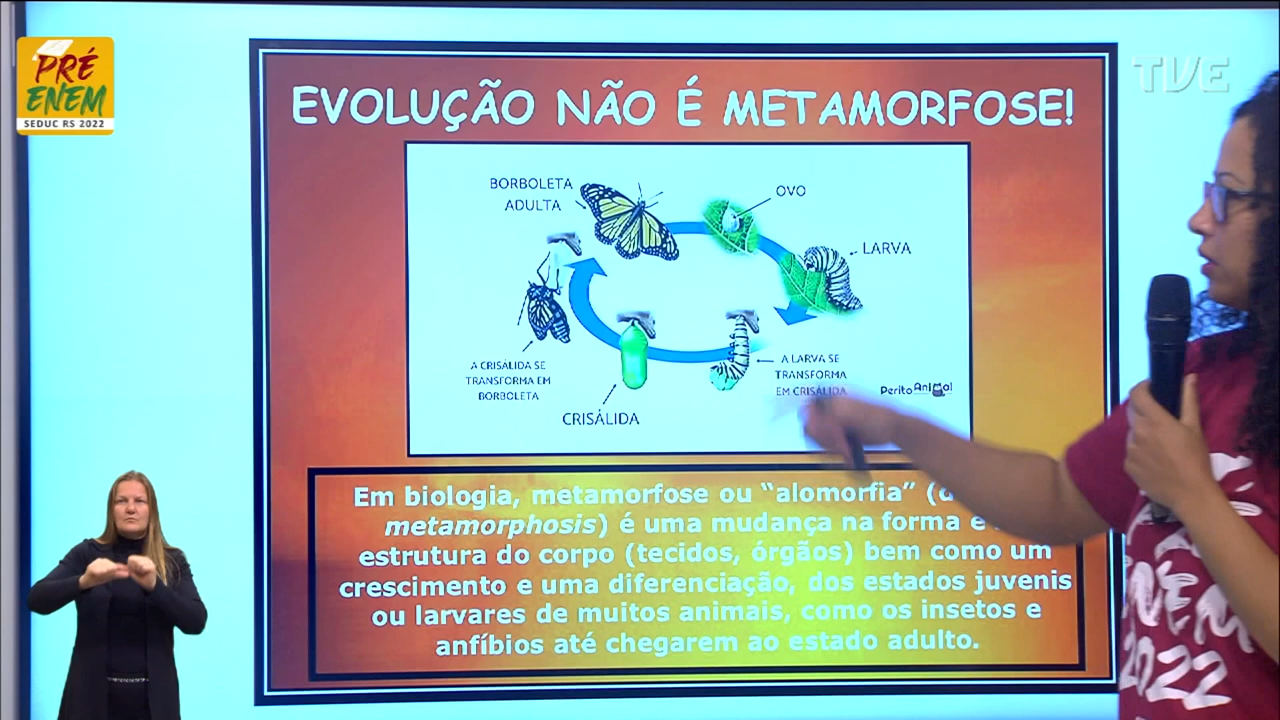 PRÉ
ENEM
SEDUC RS 2022
TVE
EVOLUÇÃO NÃO É METAMORFOSE!
BORBOLETA
ADULTA
OVO
LARVA
A CRISÁLIDA SE
TRANSFORMA EM
BORBOLETA
CRISÁLIDA
A LARVA SE
TRANSFORMA
EM CRISÁLIDA
PeritoAnimal
Em biologia, metamorfose ou “alomorfia” (
metamorphosis) é uma mudança na forma e
estrutura do corpo (tecidos, órgãos) bem como um
crescimento e uma diferenciação, dos estados juvenis
ou larvares de muitos animais, como os insetos e
anfíbios até chegarem ao estado adulto.
2022